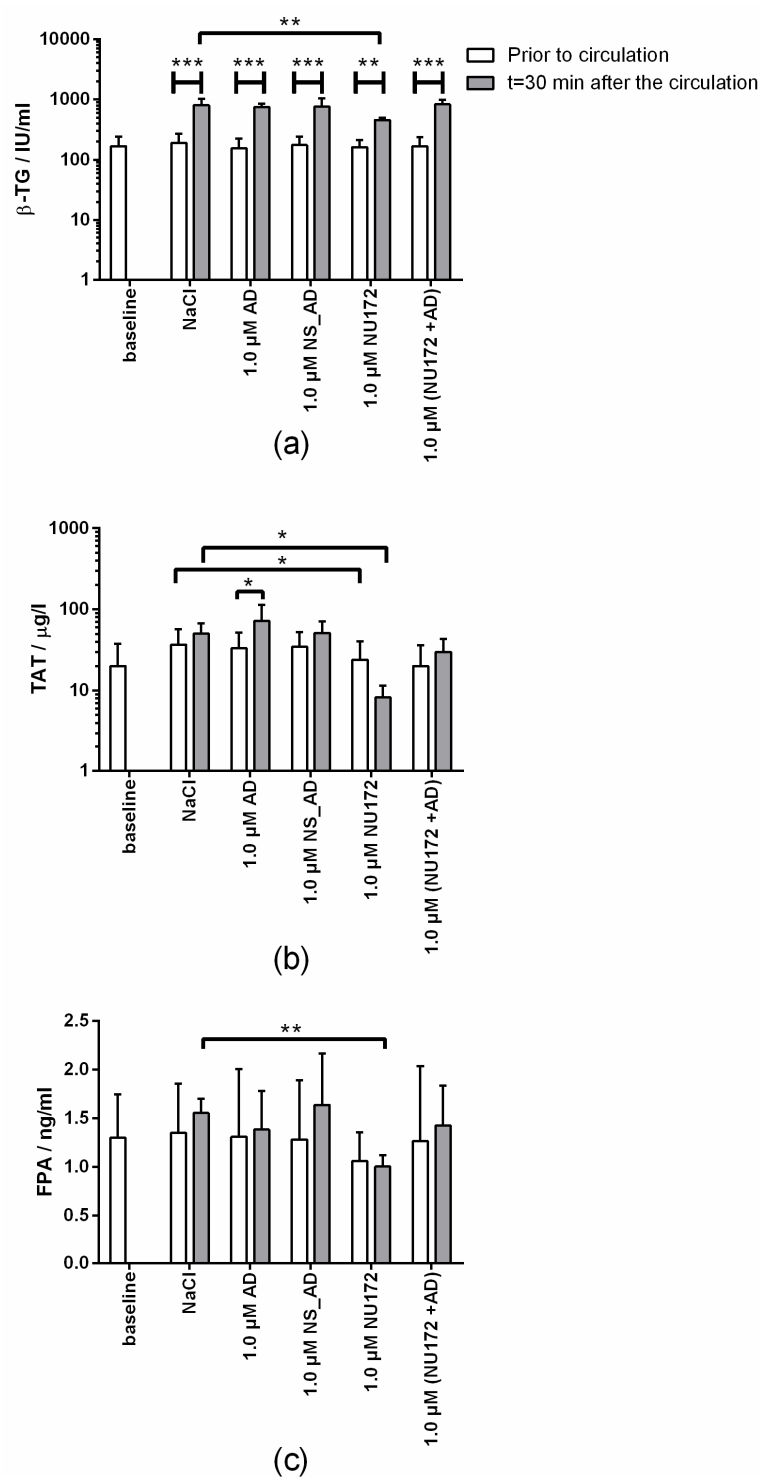 **
10000
*** *** *** ** ***
1000
100
10
1
β-TG / IU/ml
Prior to circulation
t=30 min after the circulation
baseline
NaCl
1.0 µM AD
1.0 µM NS_AD
1.0 µM NU172
1.0 µM (NU172 +AD)
(a)
1000
*
*
*
100
10
1
TAT / µg/l
baseline
NaCl
1.0 µM AD
1.0 µM NS_AD
1.0 µM NU172
1.0 µM (NU172 +AD)
(b)
2.5
**
2.0
1.5
1.0
0.5
0.0
FPA / ng/ml
baseline
NaCl
1.0 µM AD
1.0 µM NS_AD
1.0 µM NU172
1.0 µM (NU172 +AD)
(c)